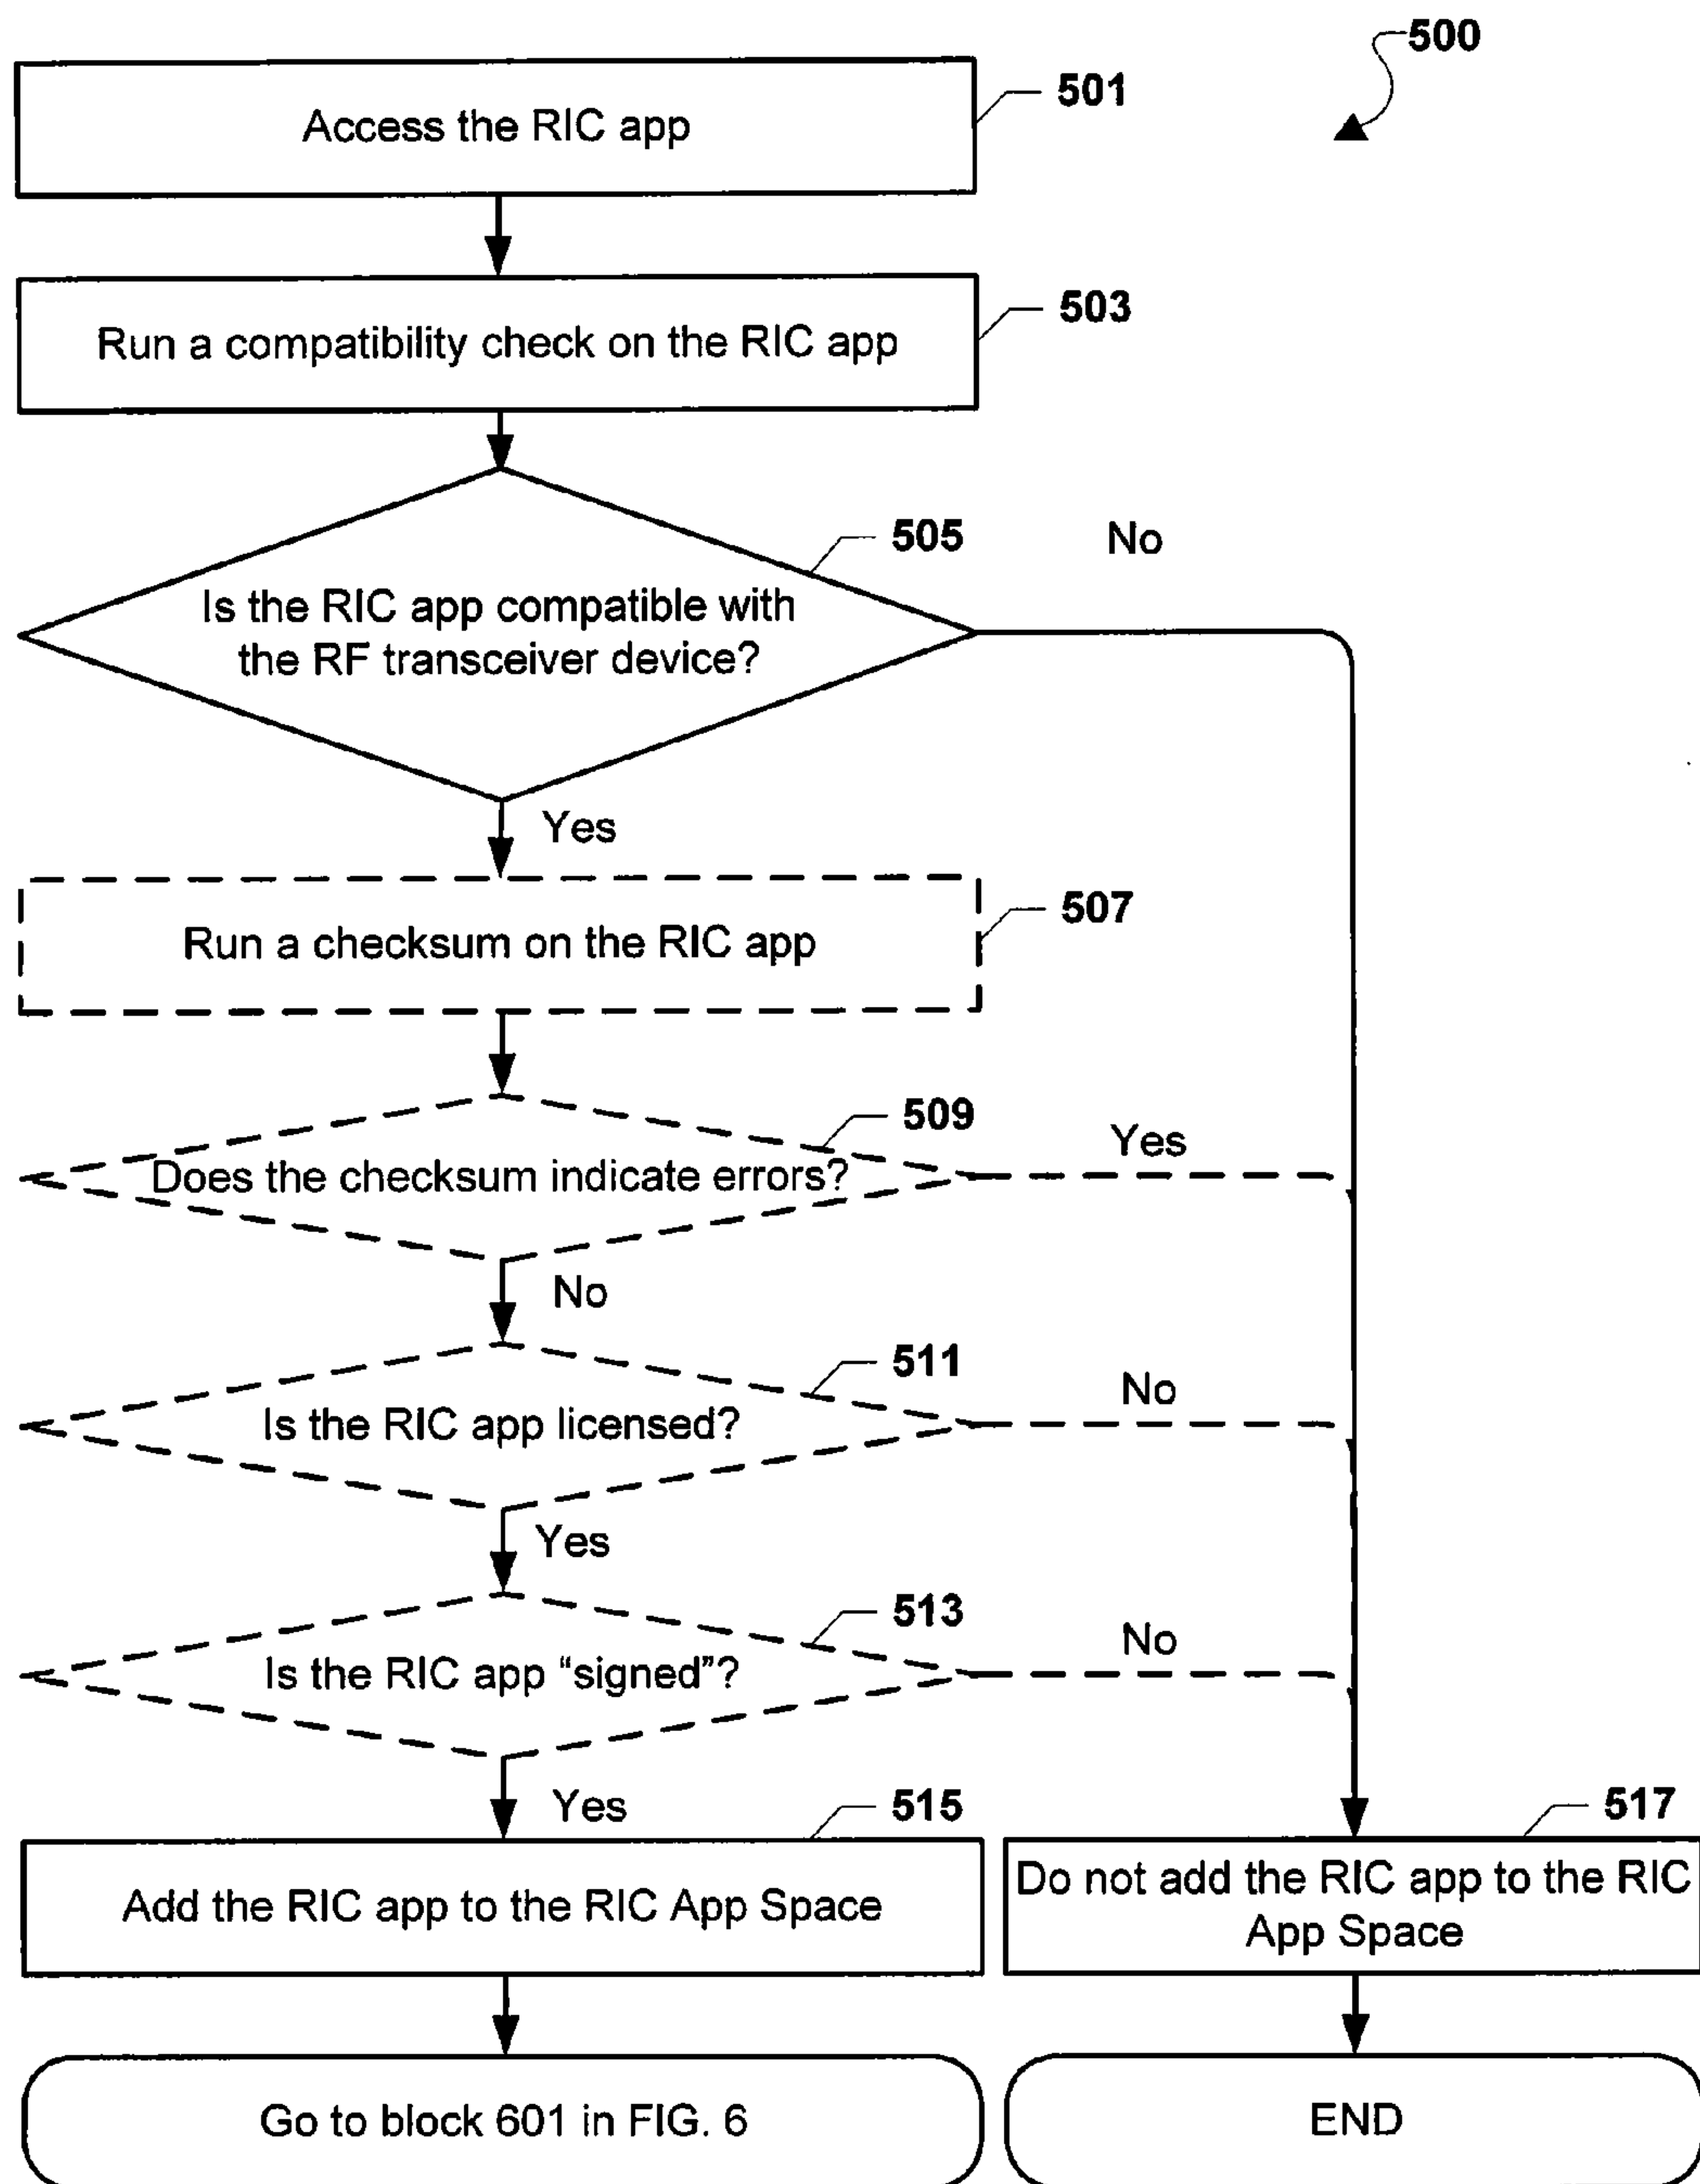 500
Access the RIC app
501
Run a compatibility check on the RIC app
503
505
No
Is the RIC app compatible with
the RF transceiver device?
Yes
507
Run a checksum on the RIC app
509
Yes
Does the checksum indicate errors?
No
511
No
Is the RIC app licensed?
Yes
513
No
Is the RIC app “signed”?
Yes
515
517
Add the RIC app to the RIC App Space
Do not add the RIC app to the RIC
App Space
Go to block 601 in FIG. 6
END